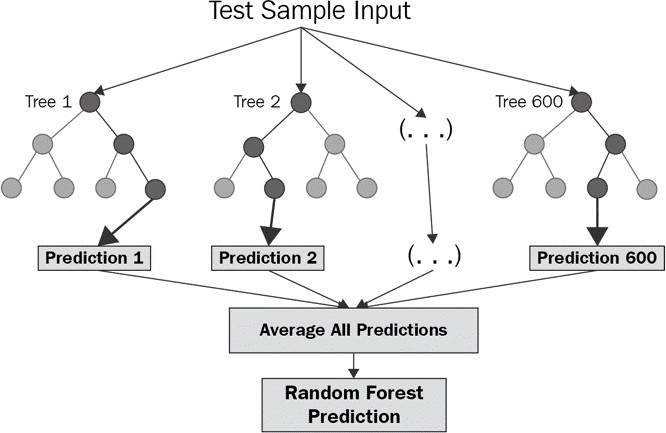 Test Sample Input
Tree 1
Tree 2
(. . .)
Tree 600
Prediction 1
Prediction 2
(. . .)
Prediction 600
Average All Predictions
Random Forest
Prediction